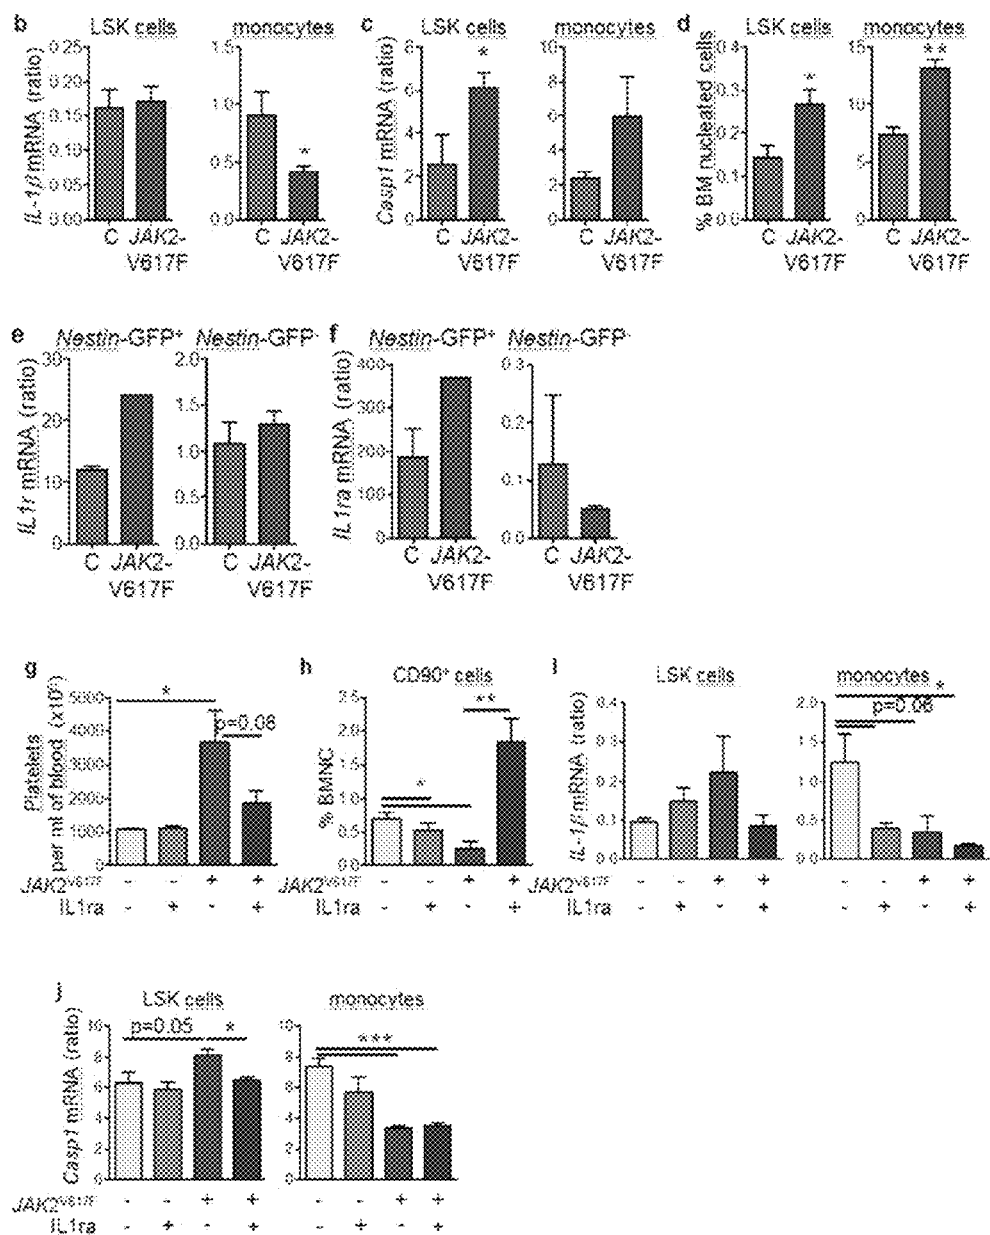 b LSK cells monocytes c LSK cells monocytes d LSK cells monocytes
IL-1β mRNA (ratio)
0.25
0.20
0.15
0.10
0.05
0.00
1.5
1.0
0.5
0.0
*
Casp1 mRNA (ratio)
8
6
4
2
0
*
10
8
6
4
2
0
% BM nucleated cells
0.4
0.3
0.2
0.1
0.0
*
15
10
5
0
**
C JAK2- C JAK2- C JAK2- C JAK2- C JAK2- C JAK2-
V617F V617F V617F V617F V617F V617F
e Nestin-GFP⁺ Nestin-GFP⁻ f Nestin-GFP⁺ Nestin-GFP⁻
IL1r mRNA (ratio)
30
20
10
0
2.0
1.5
1.0
0.5
0.0
IL1ra mRNA (ratio)
400
300
200
100
0
0.3
0.2
0.1
0.0
C JAK2- C JAK2- C JAK2- C JAK2-
V617F V617F V617F V617F
g
Platelets
per ml of blood (x10⁶)
5000
4000
3000
2000
1000
0
*
p=0.06
JAK2V617F - - + +
IL1ra - + - +
h CD90⁺ cells
% BMNC
2.5
2.0
1.5
1.0
0.5
0.0
*
**
JAK2V617F - - + +
IL1ra - + - +
i LSK cells monocytes
IL-1β mRNA (ratio)
0.4
0.3
0.2
0.1
0.0
2.0
1.5
1.0
0.5
0.0
*
p=0.06
JAK2V617F - - + + - - + +
IL1ra - + - + - + - +
j LSK cells monocytes
Casp1 mRNA (ratio)
10
8
6
4
2
0
p=0.05 *
10
8
6
4
2
0
***
JAK2V617F - - + + - - + +
IL1ra - + - + - + - +